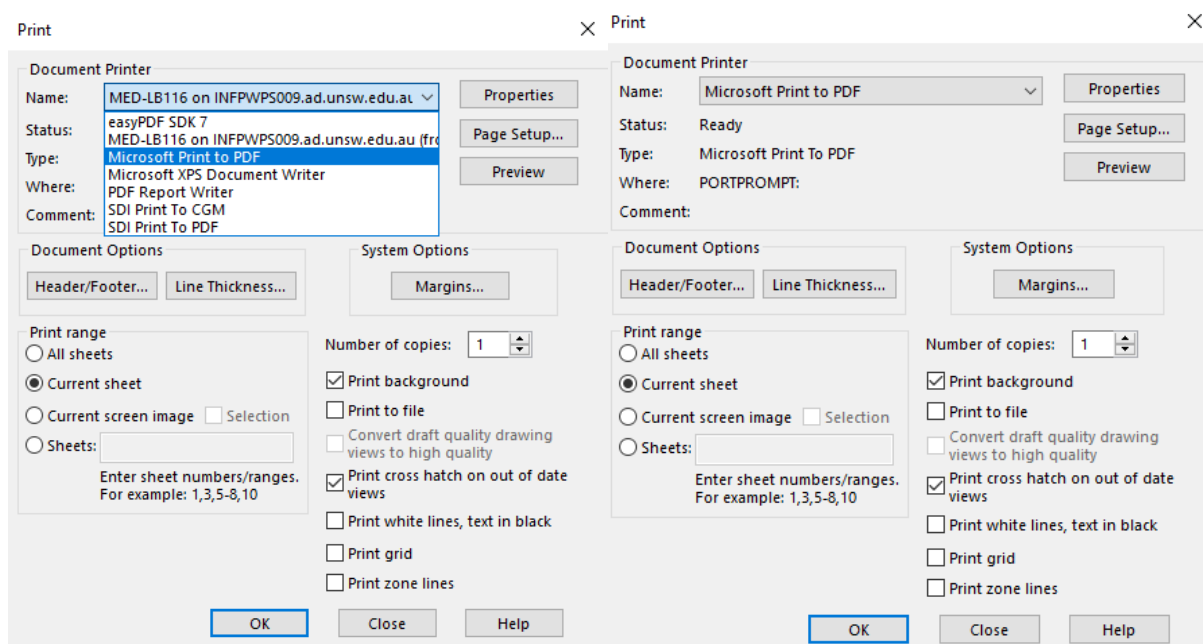 Print
Document Printer
Name: MED-LB116 on INFPWPS009.ad.unsw.edu.au Properties
easyPDF SDK 7
Status: MED-LB116 on INFPWPS009.ad.unsw.edu.au (fro Page Setup...
Type: Microsoft Print to PDF
Microsoft XPS Document Writer Preview
Where: PDF Report Writer
SDI Print To CGM
Comment: SDI Print To PDF
Document Options System Options
Header/Footer... Line Thickness... Margins...
Print range
All sheets Number of copies: 1
Current sheet Print background
Current screen image Selection Print to file
Sheets: Convert draft quality drawing
views to high quality
Enter sheet numbers/ranges. Print cross hatch on out of date
For example: 1,3,5-8,10 views
Print white lines, text in black
Print grid
Print zone lines
OK Close Help
Print
Document Printer
Name: Microsoft Print to PDF Properties
Status: Ready Page Setup...
Type: Microsoft Print To PDF
Where: PORTPROMPT: Preview
Comment:
Document Options System Options
Header/Footer... Line Thickness... Margins...
Print range
All sheets Number of copies: 1
Current sheet Print background
Current screen image Selection Print to file
Sheets: Convert draft quality drawing
views to high quality
Enter sheet numbers/ranges. Print cross hatch on out of date
For example: 1,3,5-8,10 views
Print white lines, text in black
Print grid
Print zone lines
OK Close Help